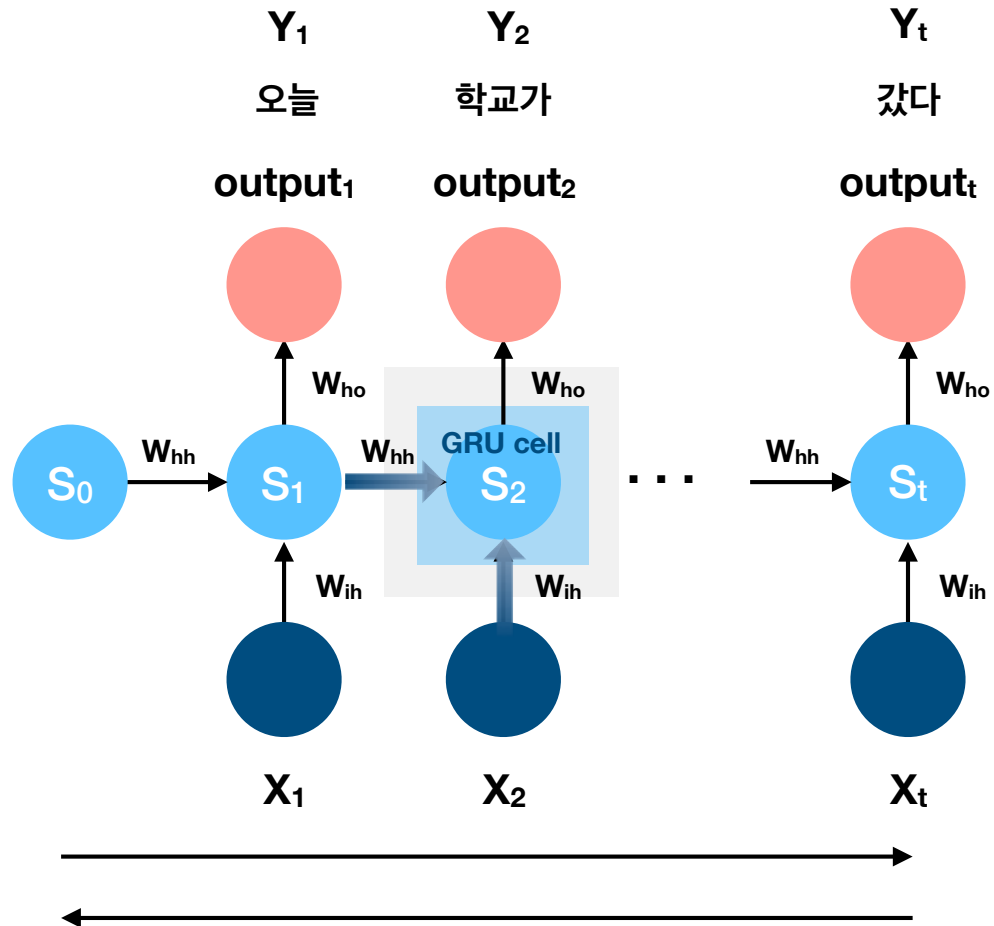 Y₁ Y₂ Yₜ
오늘 학교가 갔다
output₁ output₂ outputₜ
Wₕₒ Wₕₒ Wₕₒ
GRU cell
Wₕₕ Wₕₕ Wₕₕ
S₀ S₁ S₂ ... Sₜ
Wᵢₕ Wᵢₕ Wᵢₕ
X₁ X₂ Xₜ